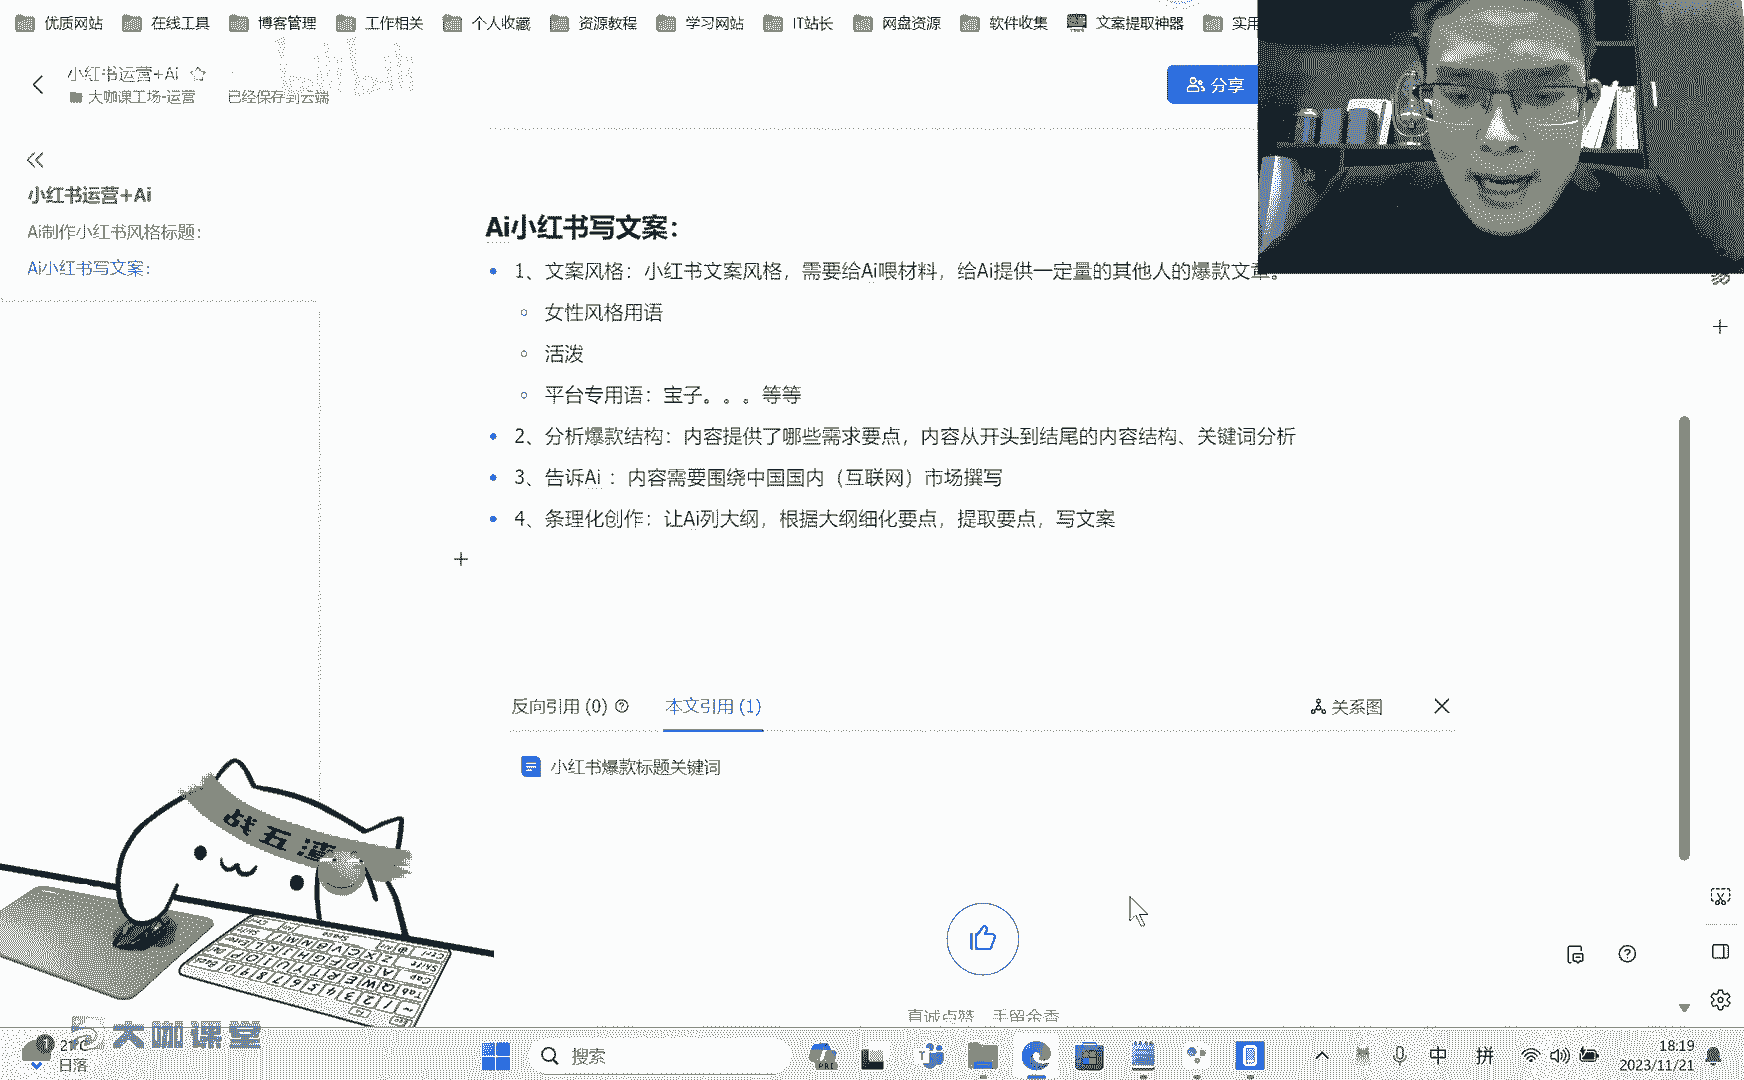 优质网站 在线工具 博客管理 工作相关 个人收藏 资源教程 学习网站 IT站长 网盘资源 软件收集 文案提取神器 实用
bilibili
小红书运营+Ai
大咖课工场-运营 已经保存到云端
分享
小红书运营+Ai
Ai制作小红书风格标题：
Ai小红书写文案：
Ai小红书写文案：
1、文案风格：小红书文案风格，需要给Ai喂材料，给Ai提供一定量的其他人的爆款文章。
女性风格用语
活泼
平台专用语：宝子。。。等等
2、分析爆款结构：内容提供了哪些需求要点，内容从开头到结尾的内容结构、关键词分析
3、告诉Ai ：内容需要围绕中国国内（互联网）市场撰写
4、条理化创作：让Ai列大纲，根据大纲细化要点，提取要点，写文案
反向引用 (0) 本文引用 (1) 关系图
小红书爆款标题关键词
战五渣
真诚点赞，手留余香
大咖课堂
21°C
日落
搜索
中 拼
18:19
2023/11/21